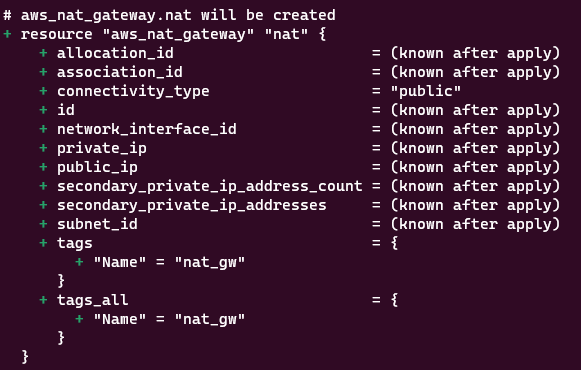 # aws_nat_gateway.nat will be created
+ resource "aws_nat_gateway" "nat" {
    + allocation_id                      = (known after apply)
    + association_id                     = (known after apply)
    + connectivity_type                  = "public"
    + id                                 = (known after apply)
    + network_interface_id               = (known after apply)
    + private_ip                         = (known after apply)
    + public_ip                          = (known after apply)
    + secondary_private_ip_address_count = (known after apply)
    + secondary_private_ip_addresses     = (known after apply)
    + subnet_id                          = (known after apply)
    + tags                               = {
        + "Name" = "nat_gw"
      }
    + tags_all                           = {
        + "Name" = "nat_gw"
      }
  }